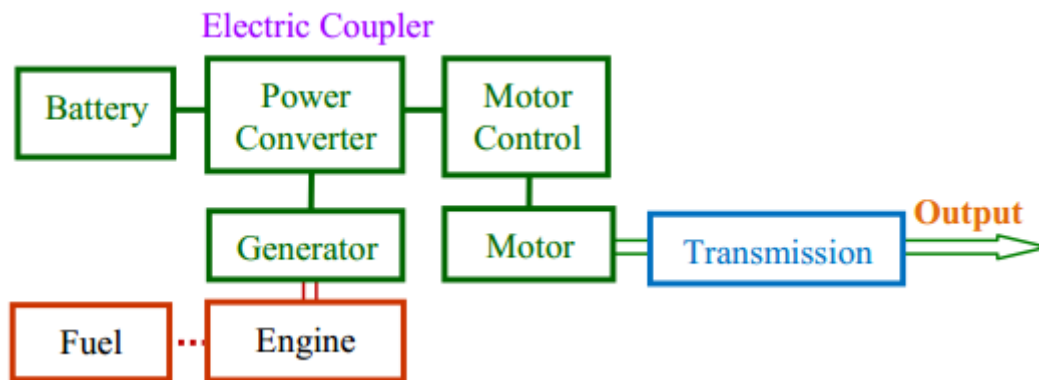 Electric Coupler
Battery
Power
Converter
Motor
Control
Generator
Motor
Transmission
Output
Fuel
Engine